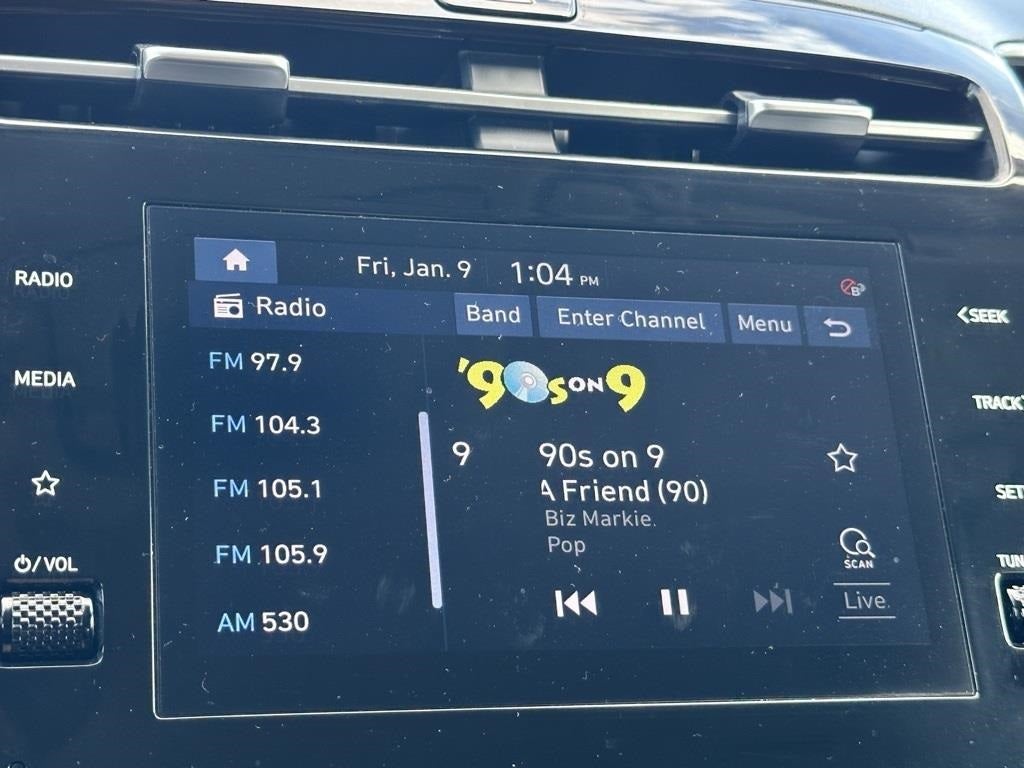 Fri, Jan. 9 1:04 PM
B
Radio Band Enter Channel Menu
RADIO
MEDIA
/VOL
FM 97.9
FM 104.3
FM 105.1
FM 105.9
AM 530
'90s ON 9
9 90s on 9
A Friend (90)
Biz Markie
Pop
SCAN
Live
<SEEK
TRACK
SET
TUN